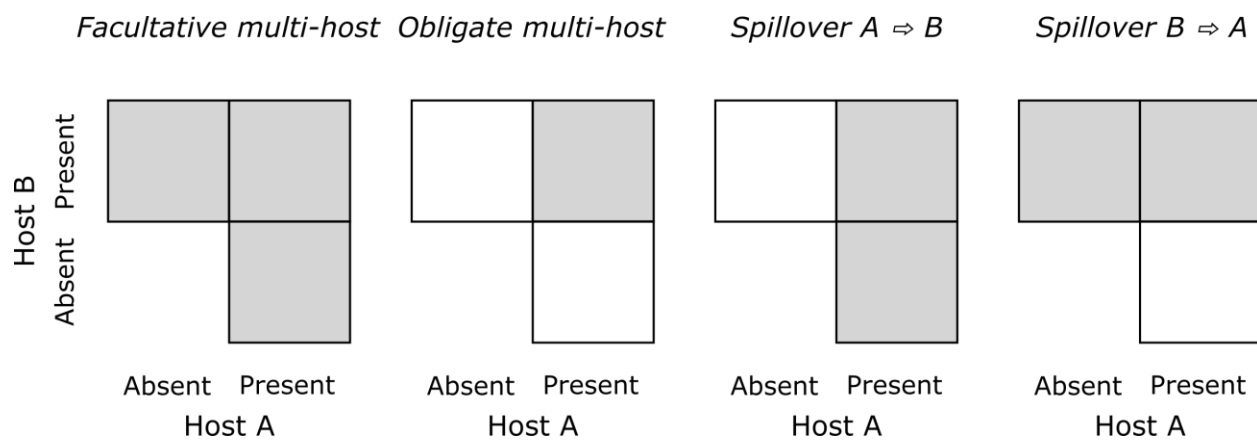 Facultative multi-host Obligate multi-host Spillover A ⇨ B Spillover B ⇨ A
Host B
Present
Absent
Absent Present Absent Present Absent Present Absent Present
Host A Host A Host A Host A